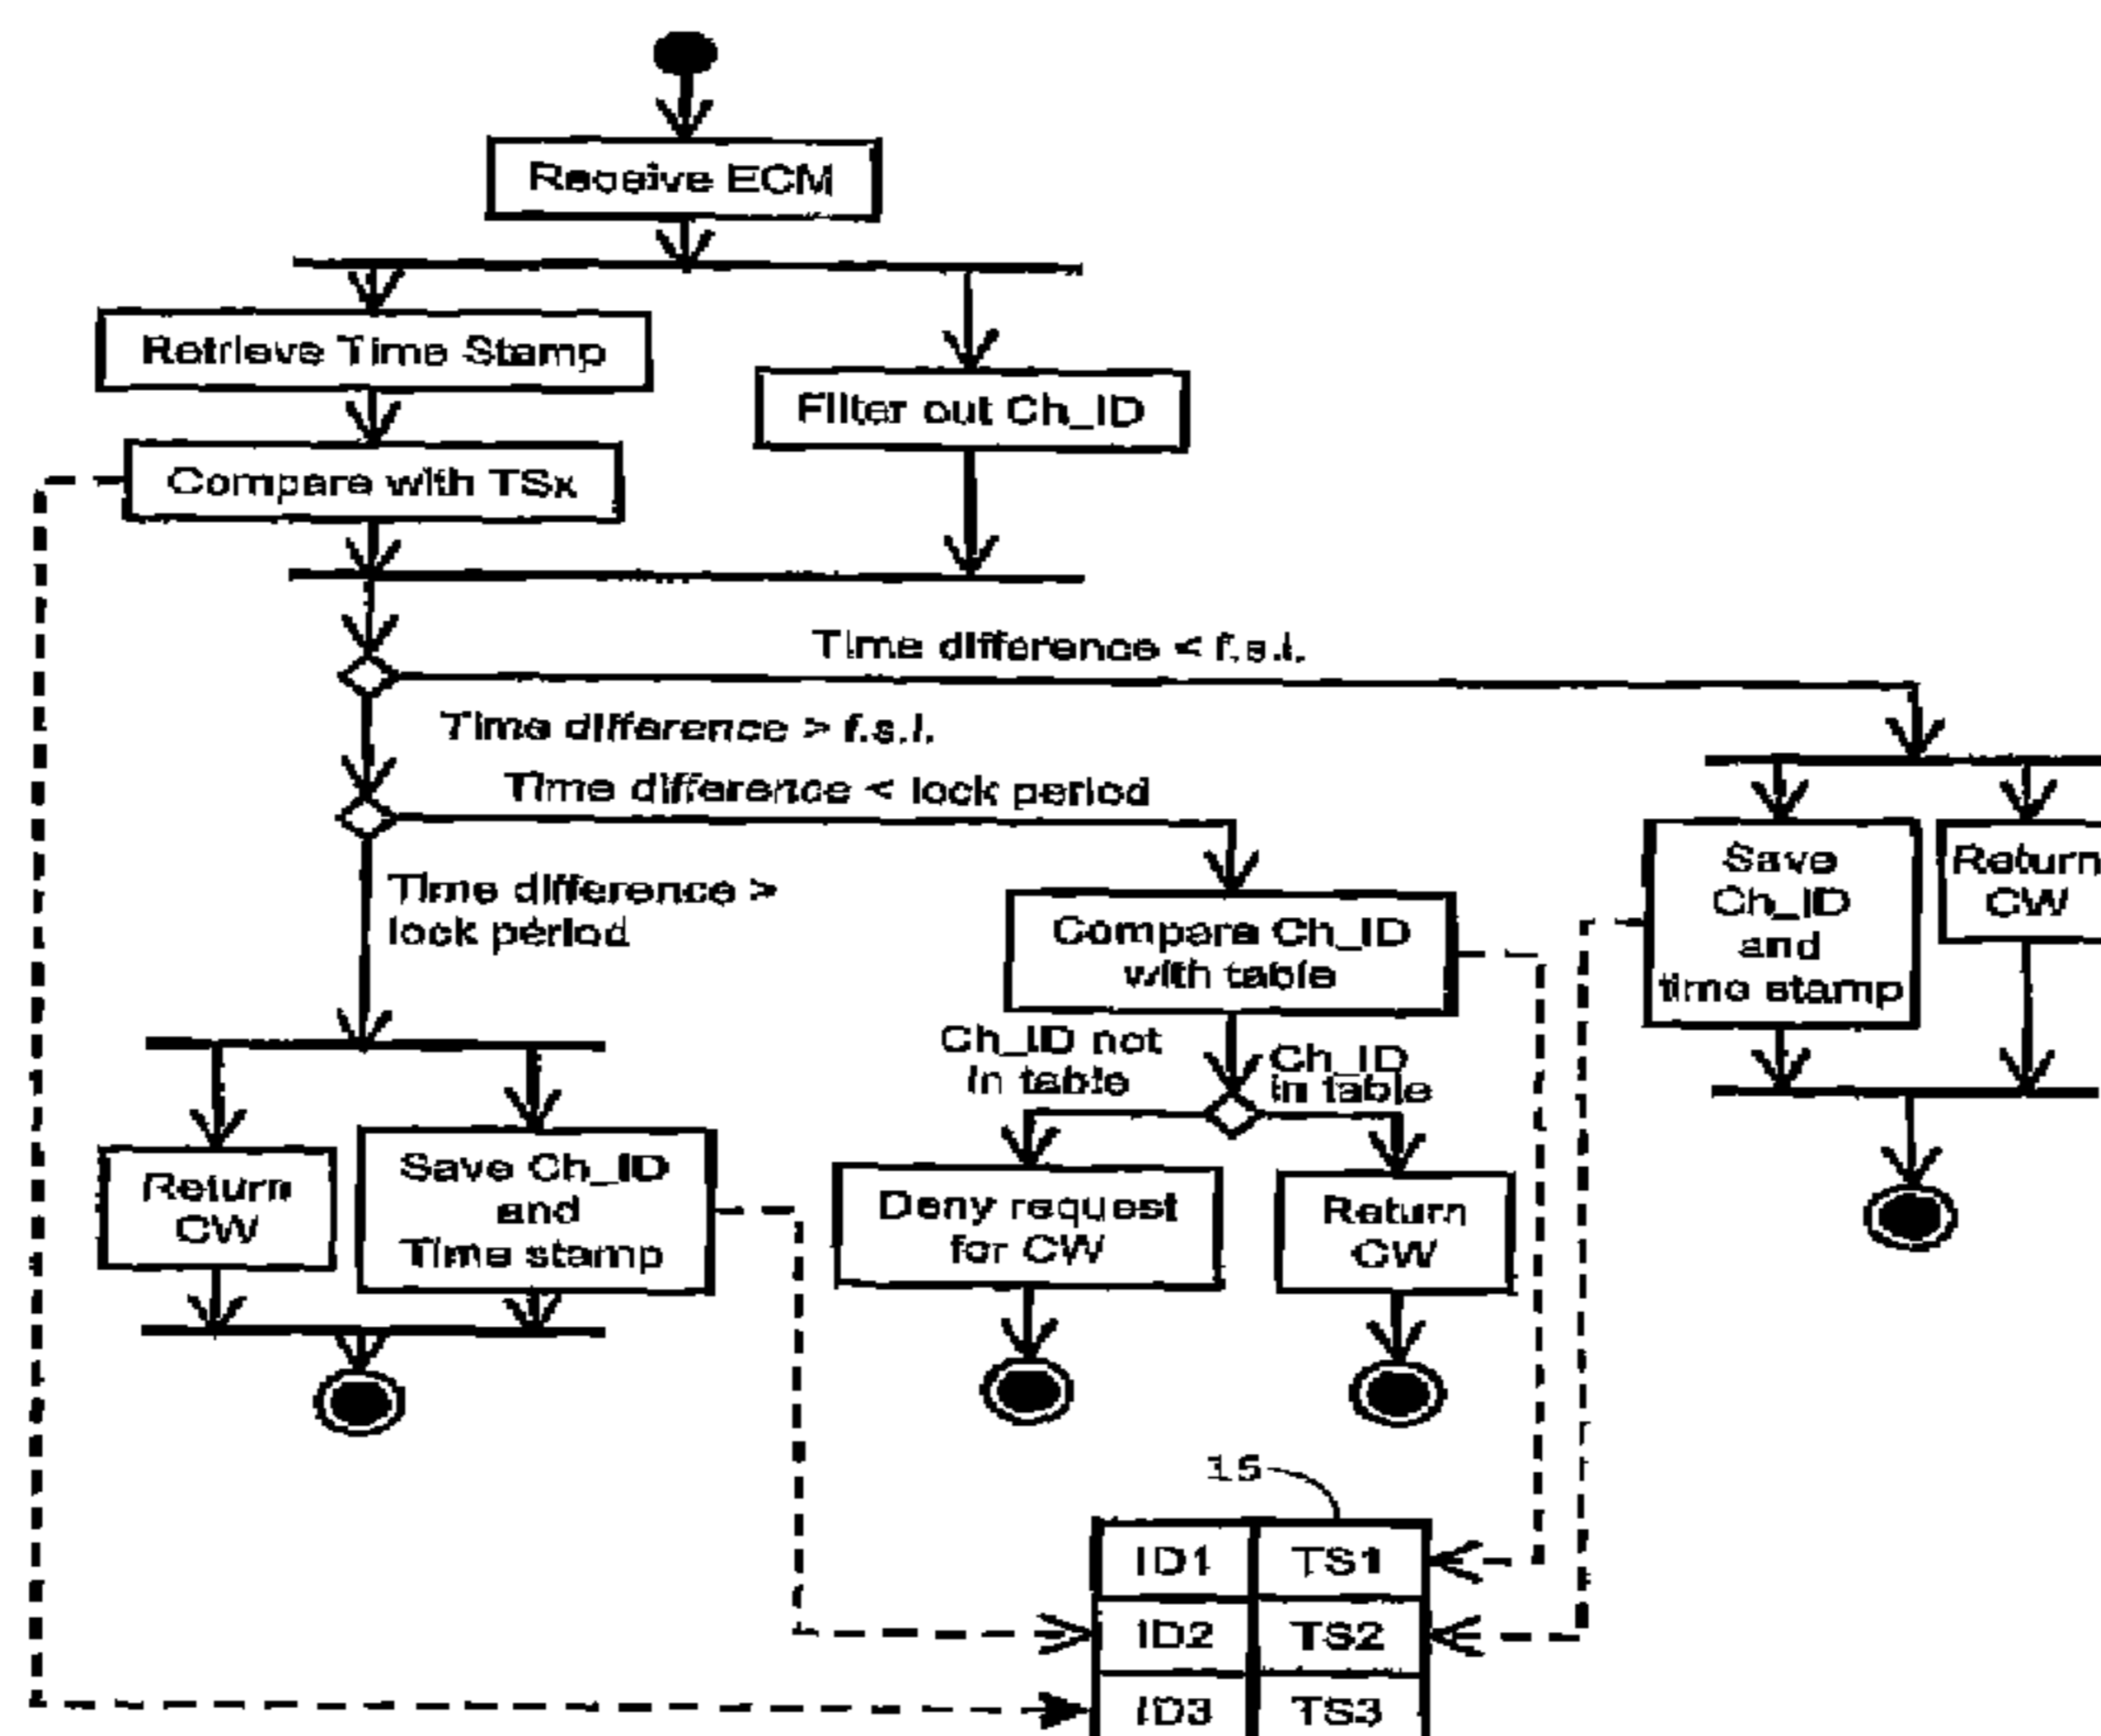 Receive ECM
Retrieve Time Stamp
Filter out Ch_ID
Compare with TSx
Time difference < f.s.l.
Time difference > f.s.l.
Time difference < lock period
Time difference >
lock period
Compare Ch_ID
with table
Save
Ch_ID
and
time stamp
Return
CW
Ch_ID not
in table
Ch_ID
in table
Return
CW
Save Ch_ID
and
Time stamp
Deny request
for CW
Return
CW
15
ID1 TS1
ID2 TS2
ID3 TS3